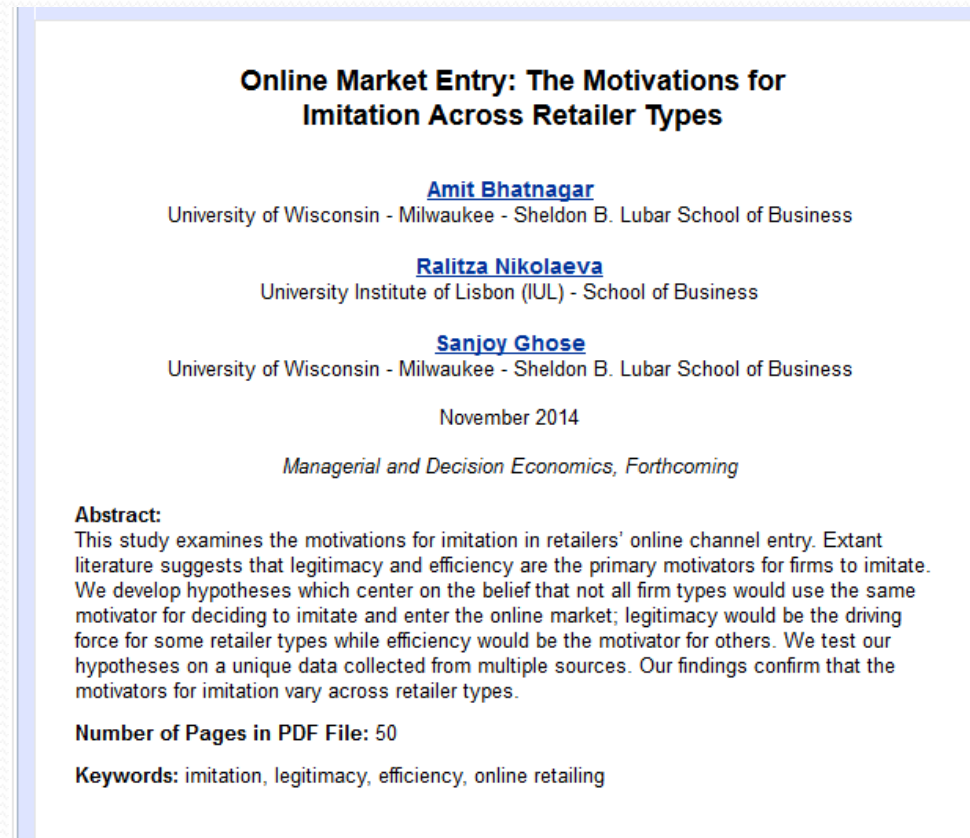 Online Market Entry: The Motivations for
Imitation Across Retailer Types
Amit Bhatnagar
University of Wisconsin - Milwaukee - Sheldon B. Lubar School of Business
Ralitza Nikolaeva
University Institute of Lisbon (IUL) - School of Business
Sanjoy Ghose
University of Wisconsin - Milwaukee - Sheldon B. Lubar School of Business
November 2014
Managerial and Decision Economics, Forthcoming
Abstract:
This study examines the motivations for imitation in retailers’ online channel entry. Extant
literature suggests that legitimacy and efficiency are the primary motivators for firms to imitate.
We develop hypotheses which center on the belief that not all firm types would use the same
motivator for deciding to imitate and enter the online market; legitimacy would be the driving
force for some retailer types while efficiency would be the motivator for others. We test our
hypotheses on a unique data collected from multiple sources. Our findings confirm that the
motivators for imitation vary across retailer types.
Number of Pages in PDF File: 50
Keywords: imitation, legitimacy, efficiency, online retailing